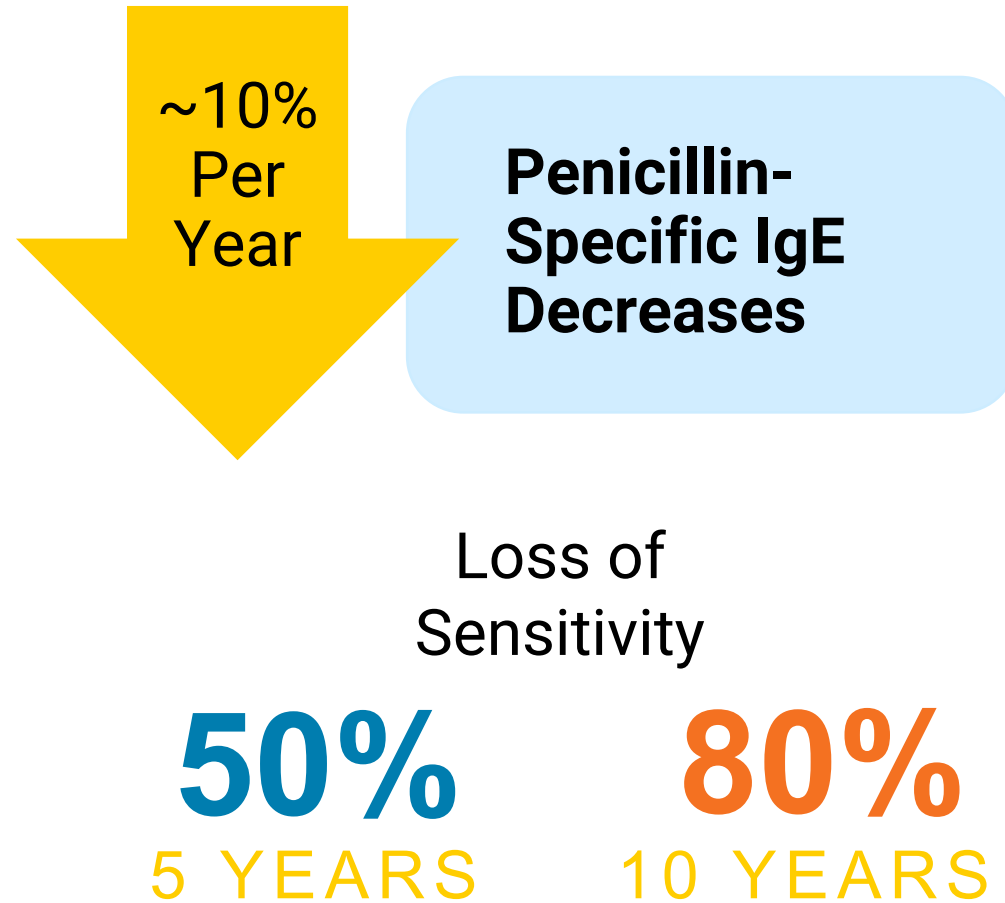 ~10%
Per
Year
Penicillin-
Specific IgE
Decreases
Loss of
Sensitivity
50% 80%
5 YEARS 10 YEARS